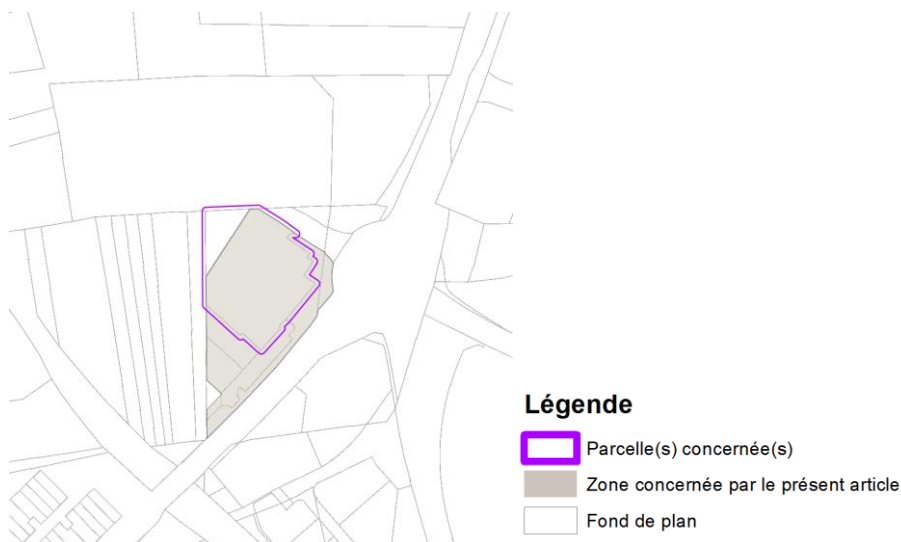 Légende
Parcelle(s) concernée(s)
Zone concernée par le présent article
Fond de plan